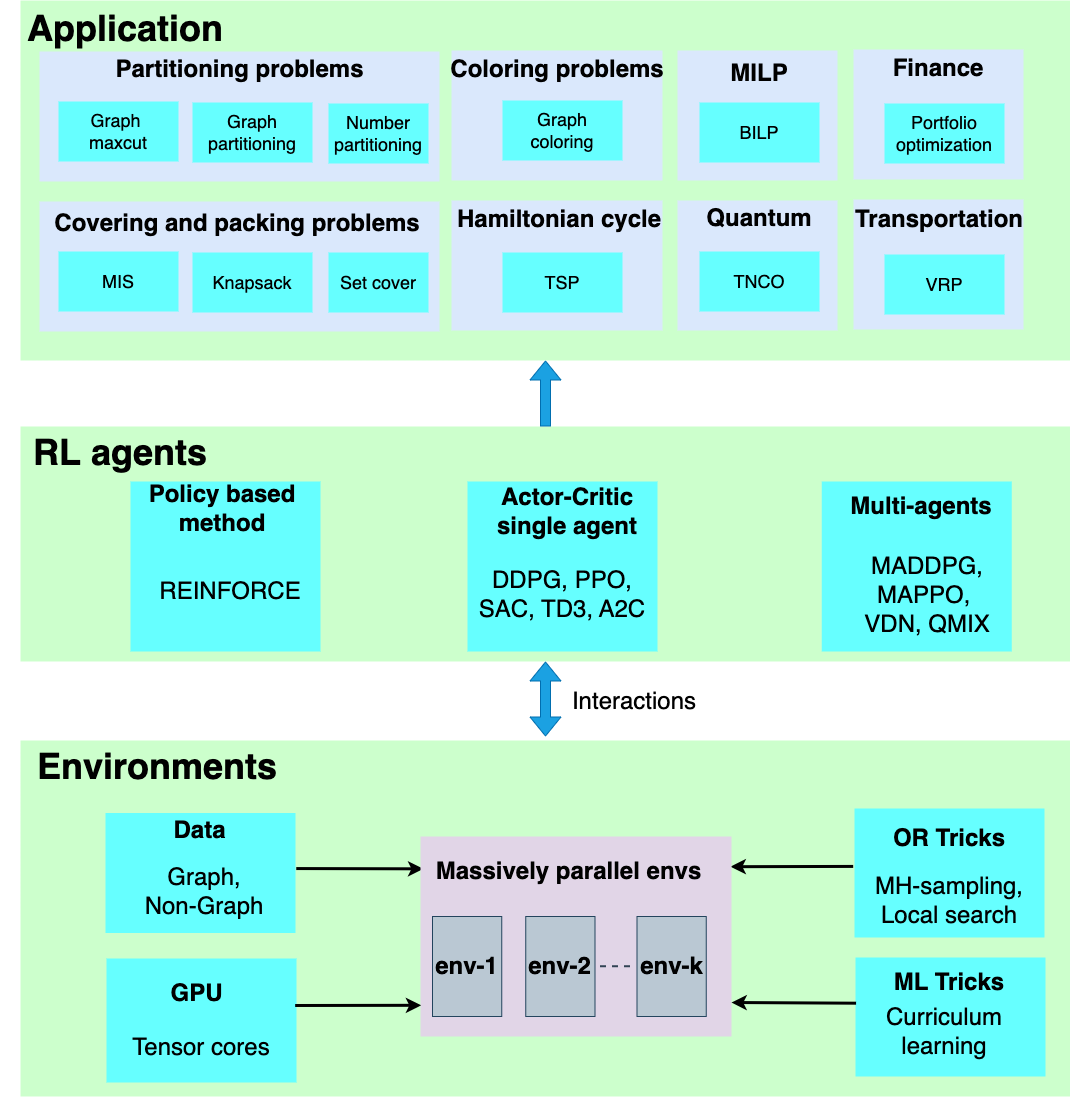 Application
Partitioning problems
Graph
maxcut
Graph
partitioning
Number
partitioning
Coloring problems
Graph
coloring
MILP
BILP
Finance
Portfolio
optimization
Covering and packing problems
MIS
Knapsack
Set cover
Hamiltonian cycle
TSP
Quantum
TNCO
Transportation
VRP
RL agents
Policy based
method
REINFORCE
Actor-Critic
single agent
DDPG, PPO,
SAC, TD3, A2C
Multi-agents
MADDPG,
MAPPO,
VDN, QMIX
Interactions
Environments
Data
Graph,
Non-Graph
GPU
Tensor cores
Massively parallel envs
env-1
env-2
env-k
OR Tricks
MH-sampling,
Local search
ML Tricks
Curriculum
learning